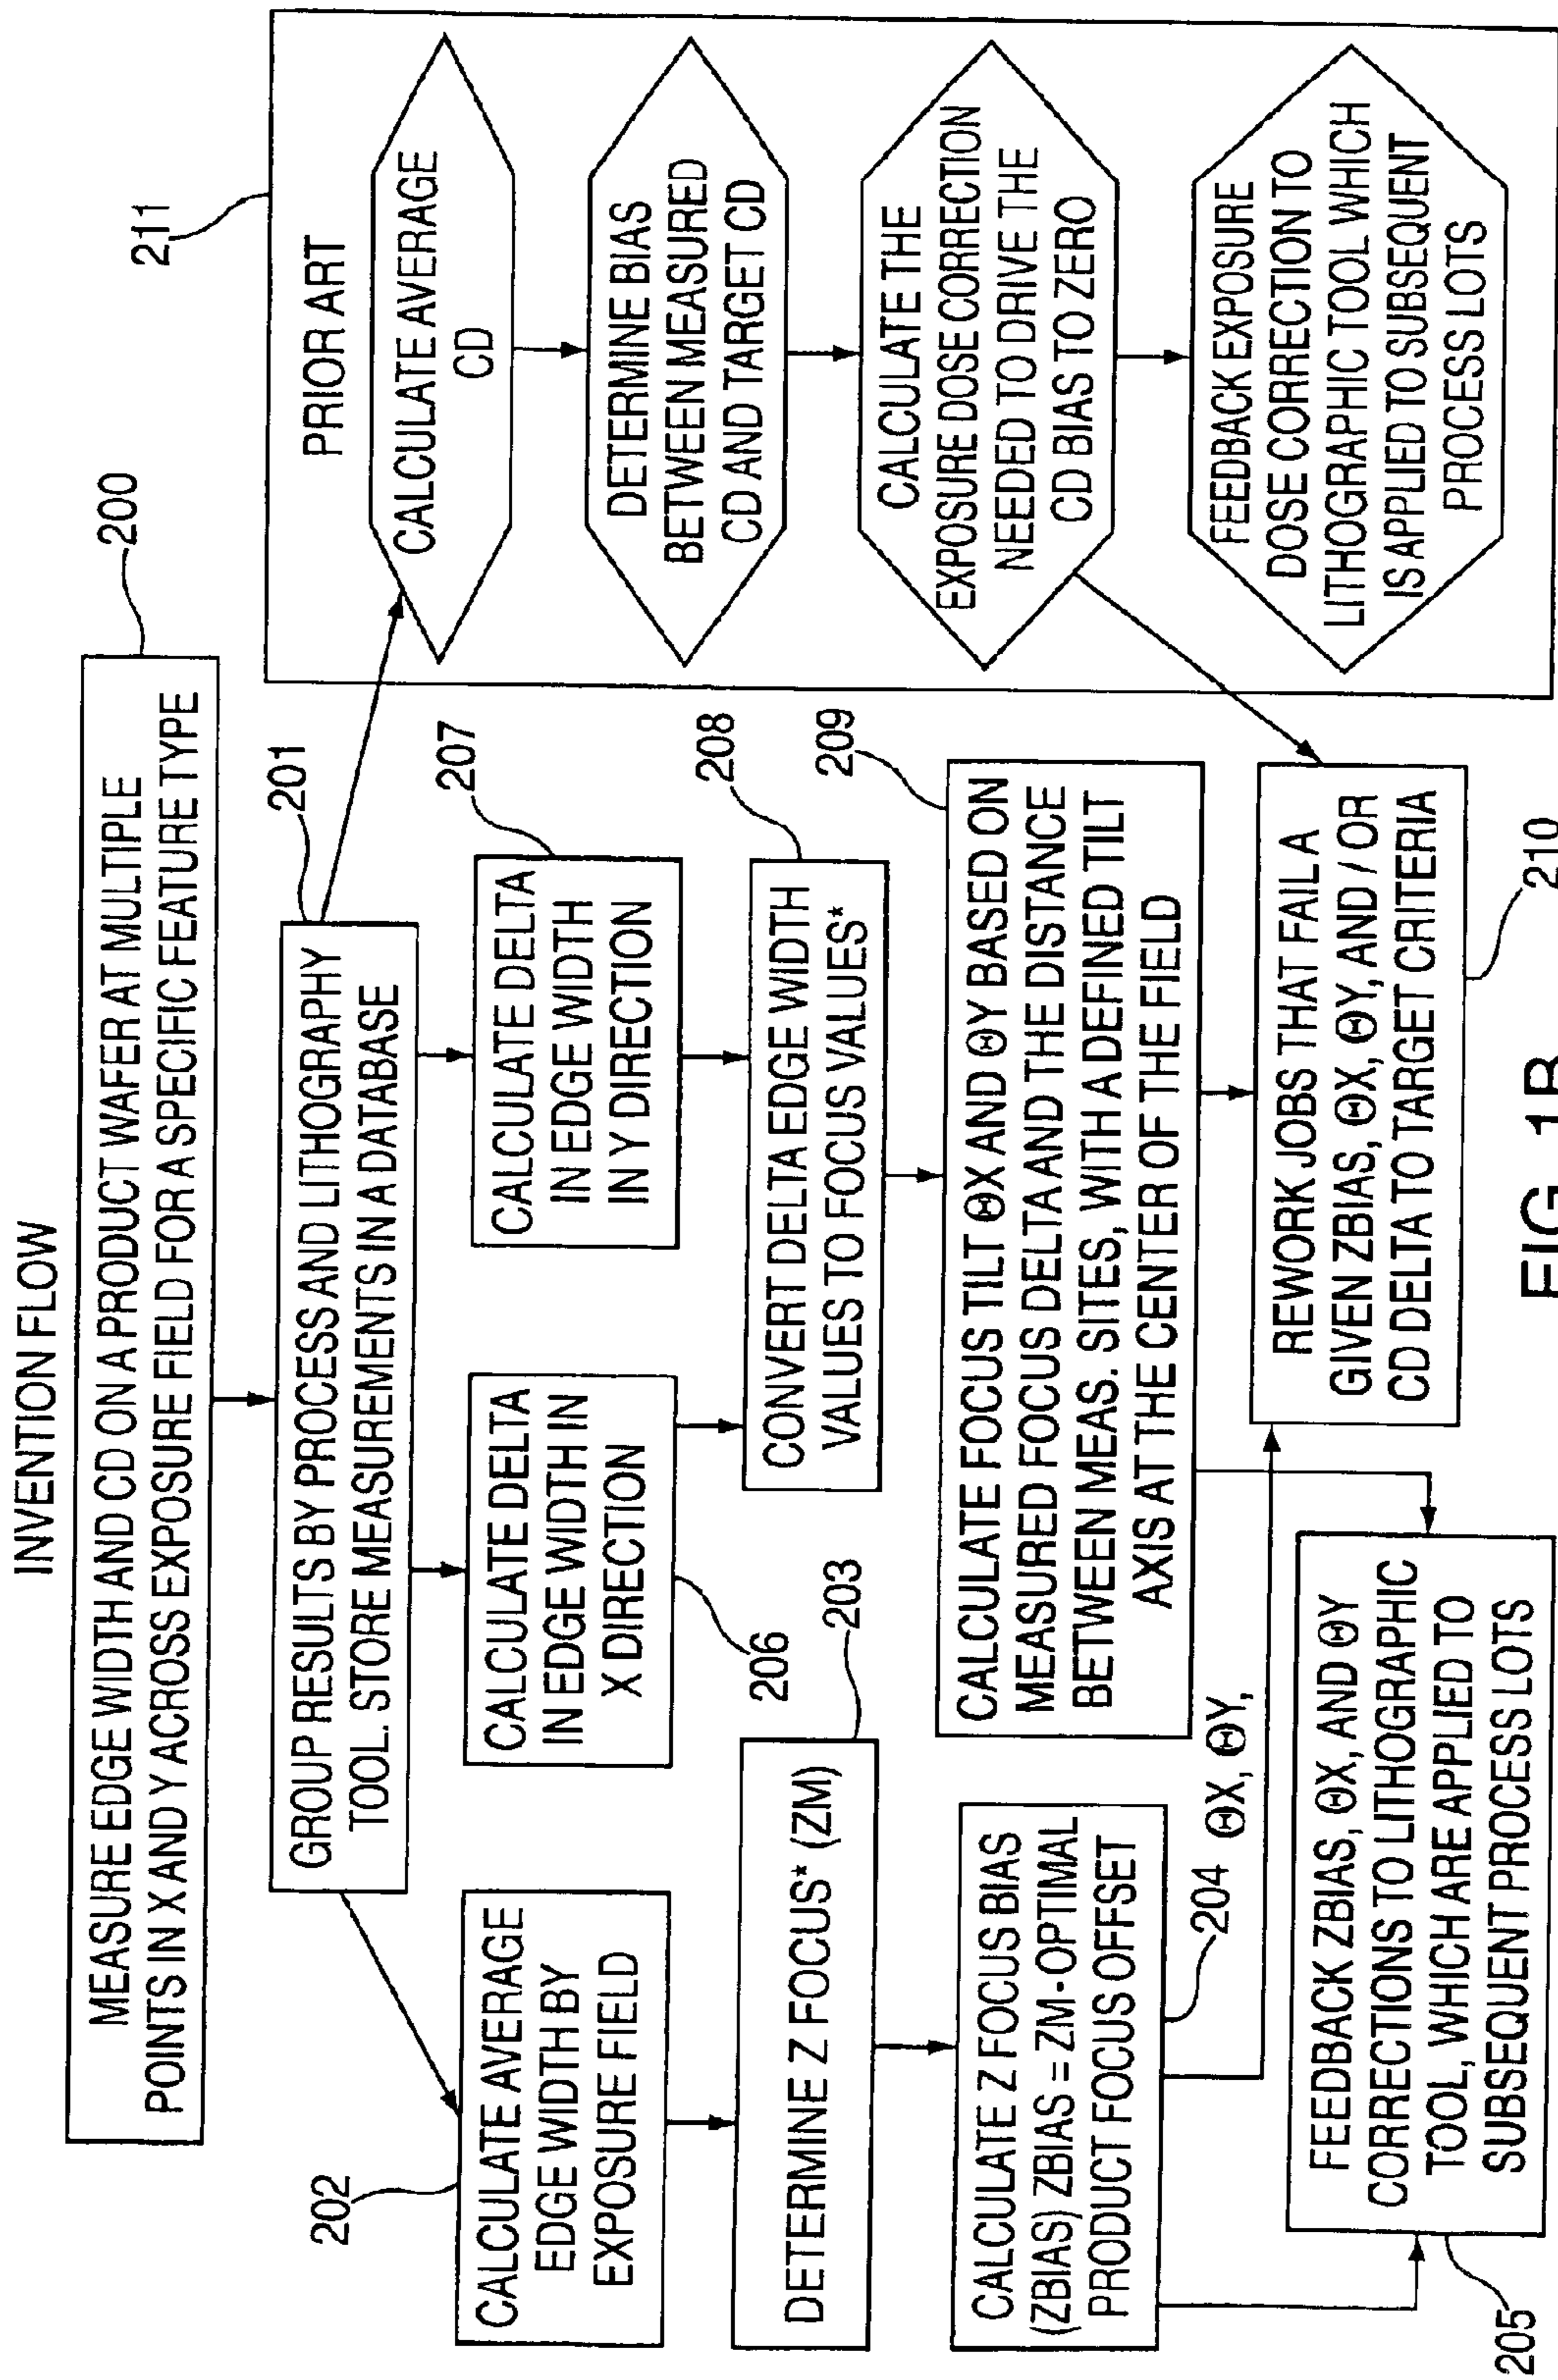 INVENTION FLOW
200
MEASURE EDGE WIDTH AND CD ON A PRODUCT WAFER AT MULTIPLE
POINTS IN X AND Y ACROSS EXPOSURE FIELD FOR A SPECIFIC FEATURE TYPE
201
GROUP RESULTS BY PROCESS AND LITHOGRAPHY
TOOL. STORE MEASUREMENTS IN A DATABASE
202
CALCULATE AVERAGE
EDGE WIDTH BY
EXPOSURE FIELD
DETERMINE Z FOCUS* (ZM)
203
CALCULATE Z FOCUS BIAS
(ZBIAS) ZBIAS = ZM - OPTIMAL
PRODUCT FOCUS OFFSET
204
ΘX, ΘY,
FEEDBACK ZBIAS, ΘX, AND ΘY
CORRECTIONS TO LITHOGRAPHIC
TOOL, WHICH ARE APPLIED TO
SUBSEQUENT PROCESS LOTS
205
CALCULATE DELTA
IN EDGE WIDTH IN
X DIRECTION
206
207
CALCULATE DELTA
IN EDGE WIDTH
IN Y DIRECTION
208
CONVERT DELTA EDGE WIDTH
VALUES TO FOCUS VALUES*
209
CALCULATE FOCUS TILT ΘX AND ΘY BASED ON
MEASURED FOCUS DELTA AND THE DISTANCE
BETWEEN MEAS. SITES, WITH A DEFINED TILT
AXIS AT THE CENTER OF THE FIELD
REWORK JOBS THAT FAIL A
GIVEN ZBIAS, ΘX, ΘY, AND / OR
CD DELTA TO TARGET CRITERIA
210
211
PRIOR ART
CALCULATE AVERAGE
CD
DETERMINE BIAS
BETWEEN MEASURED
CD AND TARGET CD
CALCULATE THE
EXPOSURE DOSE CORRECTION
NEEDED TO DRIVE THE
CD BIAS TO ZERO
FEEDBACK EXPOSURE
DOSE CORRECTION TO
LITHOGRAPHIC TOOL WHICH
IS APPLIED TO SUBSEQUENT
PROCESS LOTS
FIG. 1B